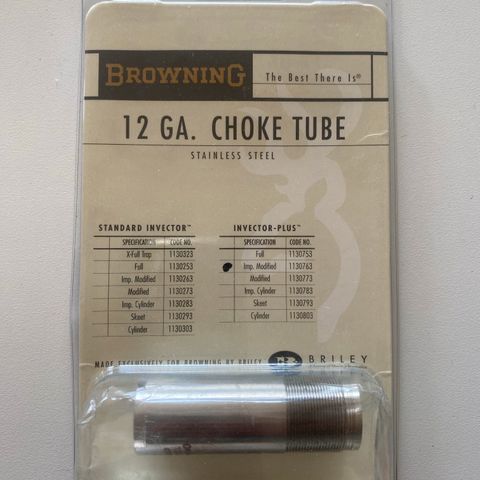 BROWNING The Best There Is®
12 GA. CHOKE TUBE
STAINLESS STEEL
STANDARD INVECTOR™
SPECIFICATION CODE NO.
X-Full Trap 1130323
Full 1130253
Imp. Modified 1130263
Modified 1130273
Imp. Cylinder 1130283
Skeet 1130293
Cylinder 1130303
INVECTOR-PLUS™
SPECIFICATION CODE NO.
Full 1130753
Imp. Modified 1130763
Modified 1130773
Imp. Cylinder 1130783
Skeet 1130793
Cylinder 1130803
MADE EXCLUSIVELY FOR BROWNING BY BRILEY
BRILEY